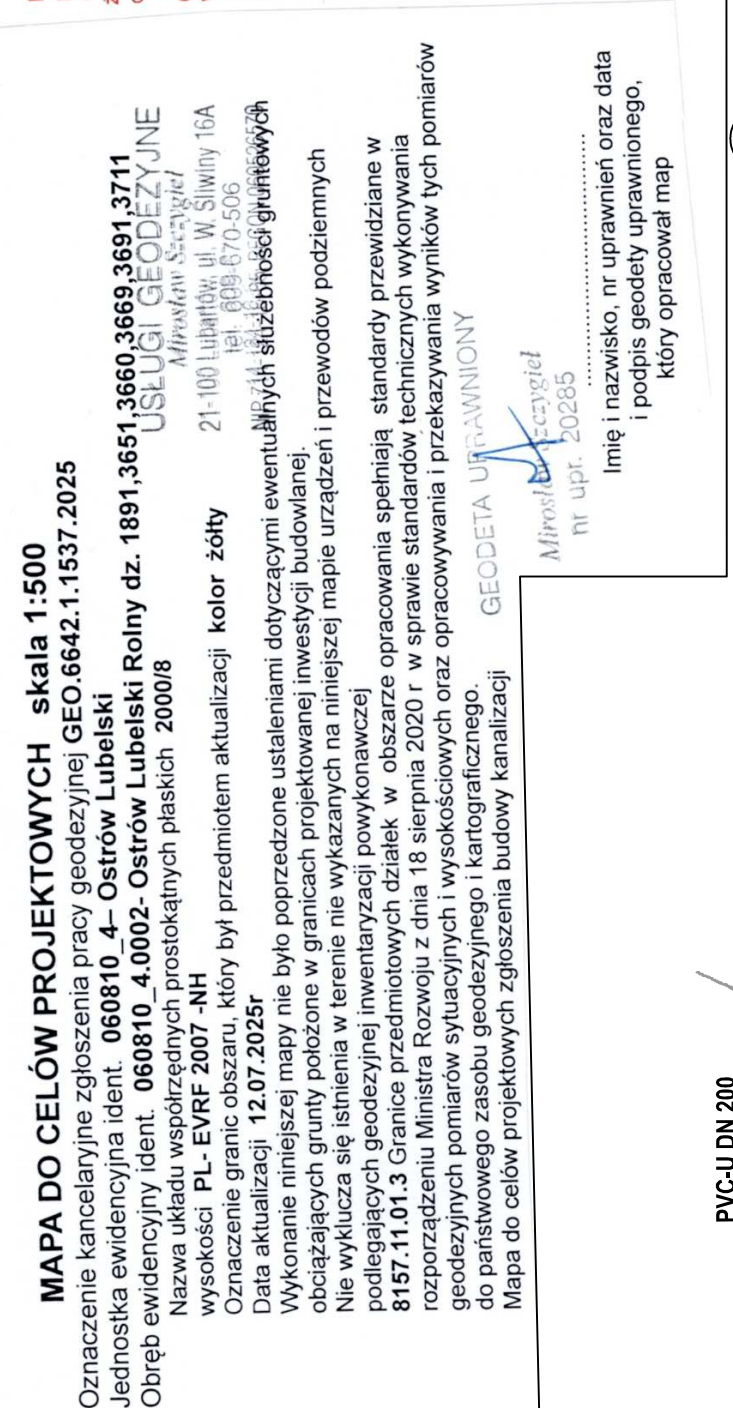 MAPA DO CELÓW PROJEKTOWYCH skala 1:500
Oznaczenie kancelaryjne zgłoszenia pracy geodezyjnej GEO.6642.1.1537.2025
Jednostka ewidencyjna ident. 060810_4– Ostrów Lubelski
Obręb ewidencyjny ident. 060810_4.0002- Ostrów Lubelski Rolny dz. 1891,3651,3660,3669,3691,3711
Nazwa układu współrzędnych prostokątnych płaskich 2000/8
wysokości PL- EVRF 2007 -NH
Oznaczenie granic obszaru, który był przedmiotem aktualizacji kolor żółty
Data aktualizacji 12.07.2025r
Wykonanie niniejszej mapy nie było poprzedzone ustaleniami dotyczącymi ewentualnych służebności gruntowych
obciążających grunty położone w granicach projektowanej inwestycji budowlanej.
Nie wyklucza się istnienia w terenie nie wykazanych na niniejszej mapie urządzeń i przewodów podziemnych
podlegających geodezyjnej inwentaryzacji powykonawczej
8157.11.01.3 Granice przedmiotowych działek w obszarze opracowania spełniają standardy przewidziane w
rozporządzeniu Ministra Rozwoju z dnia 18 sierpnia 2020 r w sprawie standardów technicznych wykonywania
geodezyjnych pomiarów sytuacyjnych i wysokościowych oraz opracowywania i przekazywania wyników tych pomiarów
do państwowego zasobu geodezyjnego i kartograficznego.
Mapa do celów projektowych zgłoszenia budowy kanalizacji
USŁUGI GEODEZYJNE
Mirosław Szczygieł
21-100 Lubartów, ul. W. Śliwiny 16A
tel. 609-670-506
GEODETA UPRAWNIONY
Mirosław Szczygieł
nr upr. 20285
Imię i nazwisko, nr uprawnień oraz data
i podpis geodety uprawnionego,
który opracował map
PVC-U DN 200